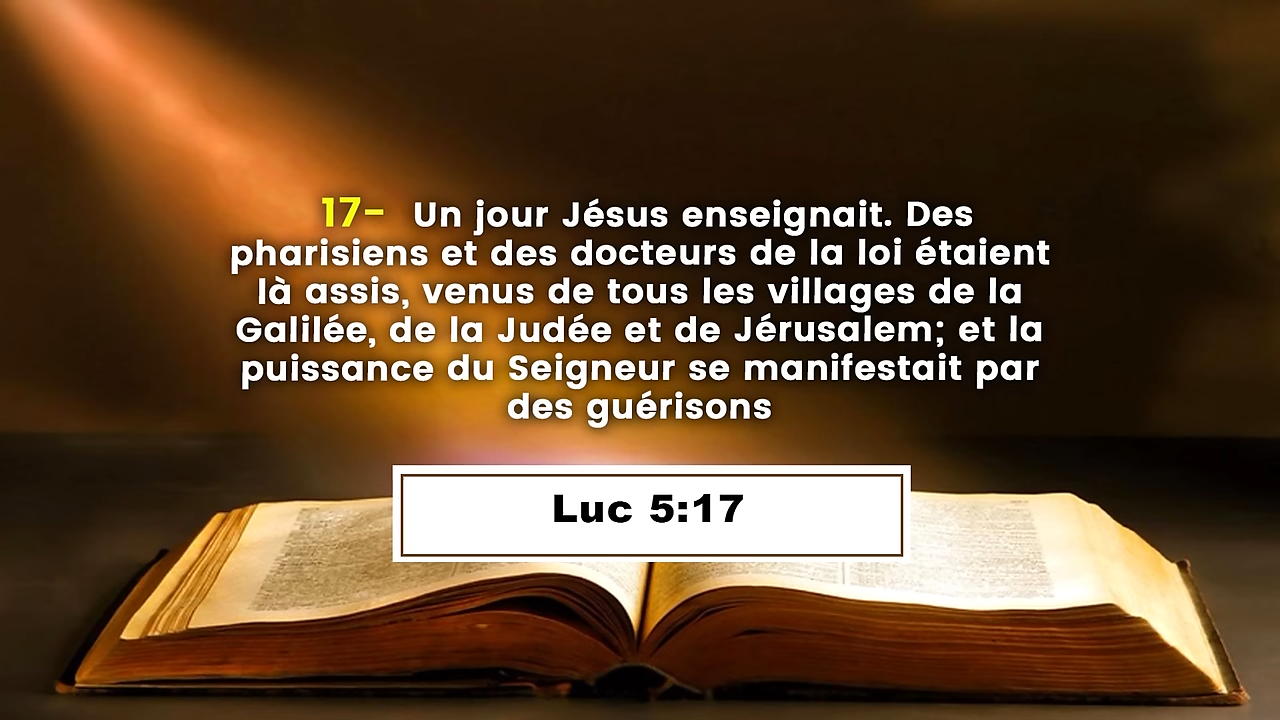 17- Un jour Jésus enseignait. Des
pharisiens et des docteurs de la loi étaient
là assis, venus de tous les villages de la
Galilée, de la Judée et de Jérusalem; et la
puissance du Seigneur se manifestait par
des guérisons
Luc 5:17